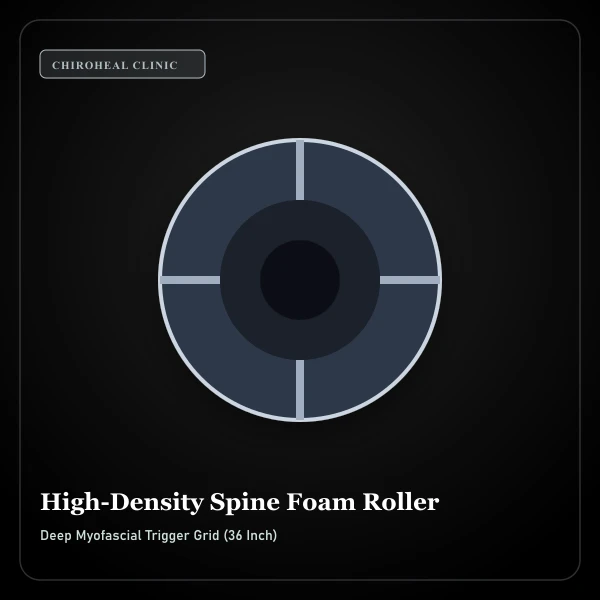 CHIROHEAL CLINIC
High-Density Spine Foam Roller
Deep Myofascial Trigger Grid (36 Inch)